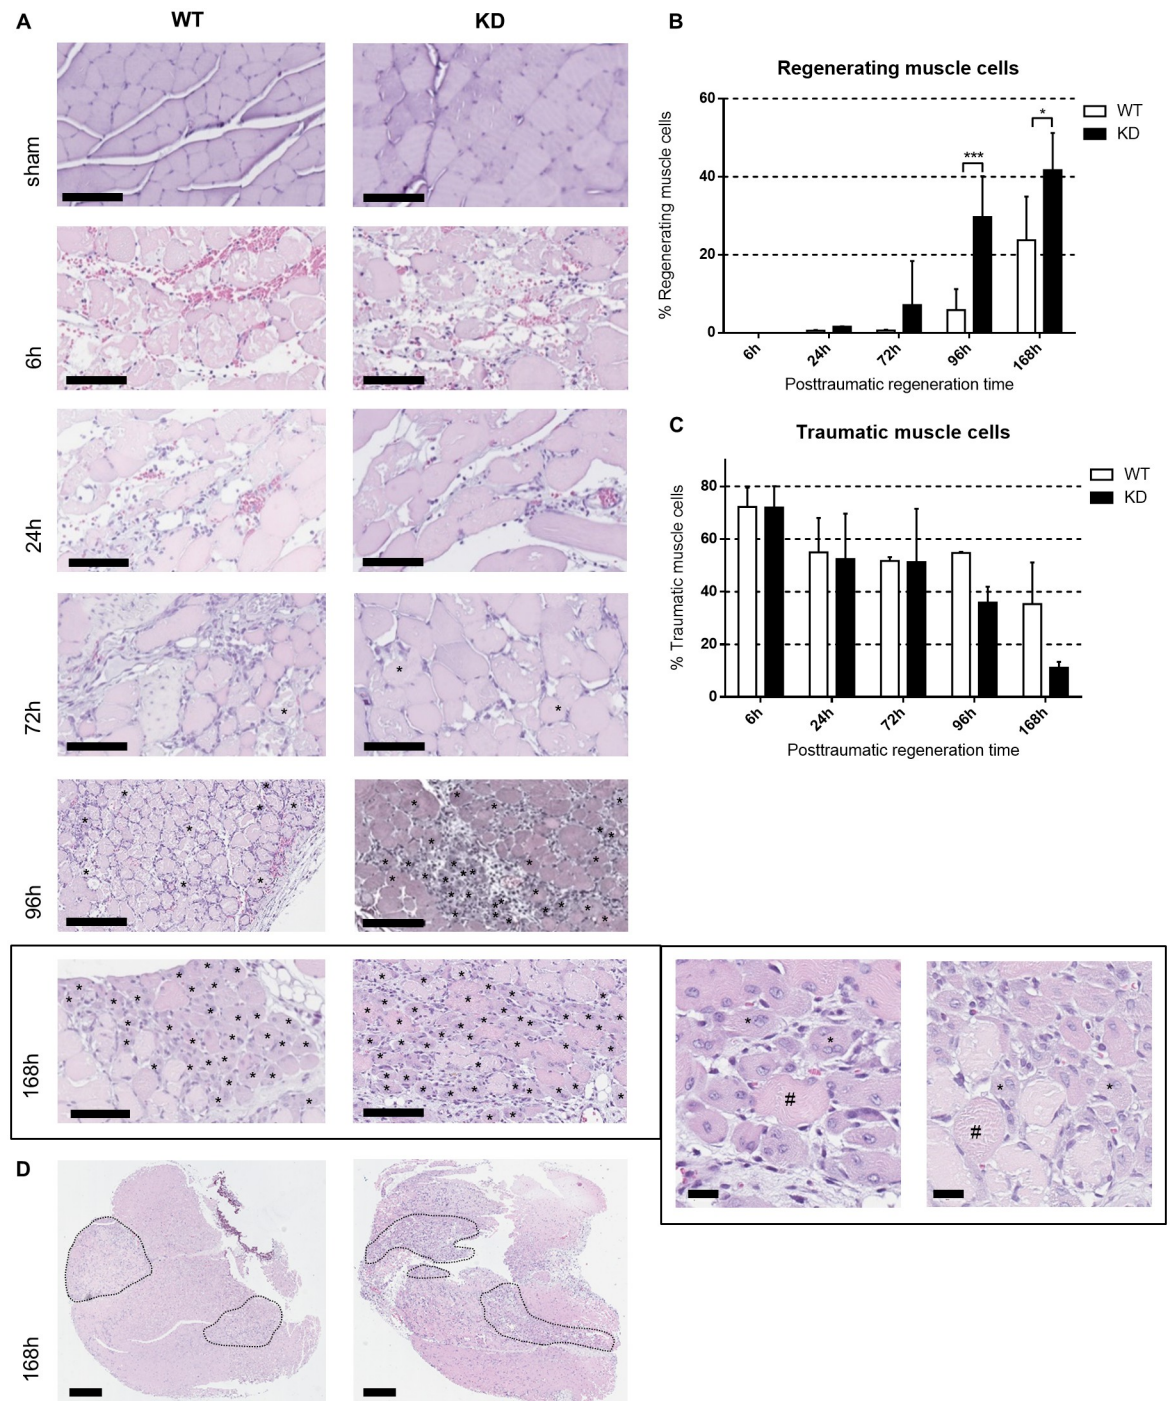 A
WT
KD
sham
6h
24h
72h
96h
168h
B
Regenerating muscle cells
% Regenerating muscle cells
60
40
20
0
***
*
WT
KD
6h
24h
72h
96h
168h
Posttraumatic regeneration time
C
Traumatic muscle cells
% Traumatic muscle cells
80
60
40
20
0
WT
KD
6h
24h
72h
96h
168h
Posttraumatic regeneration time
#
#
D
168h